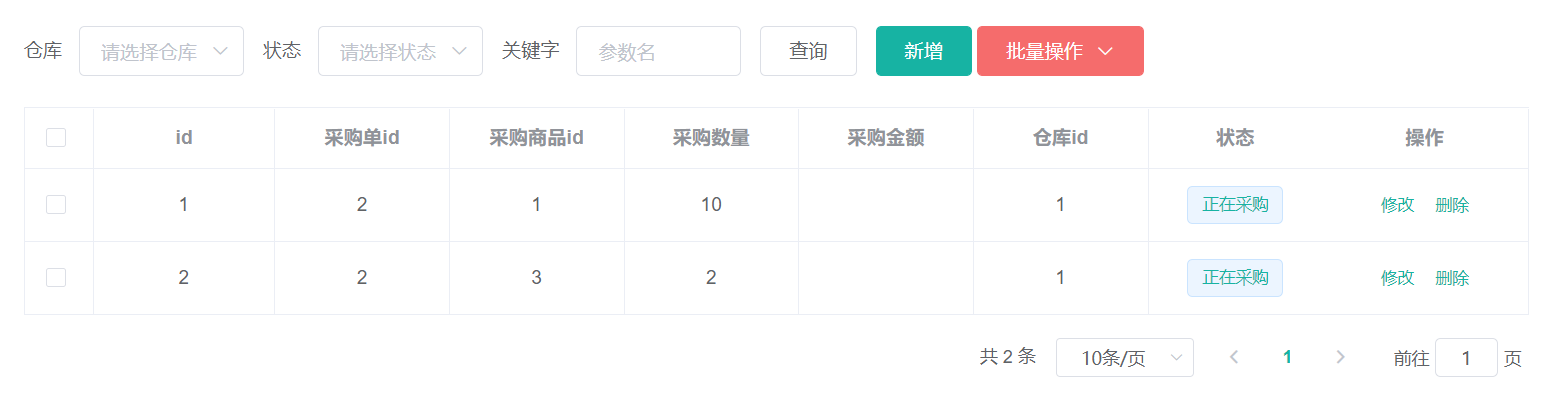 仓库 请选择仓库 状态 请选择状态 关键字 参数名 查询 新增 批量操作
id 采购单id 采购商品id 采购数量 采购金额 仓库id 状态 操作
1 2 1 10 1 正在采购 修改 删除
2 2 3 2 1 正在采购 修改 删除
共 2 条 10条/页 1 前往 1 页